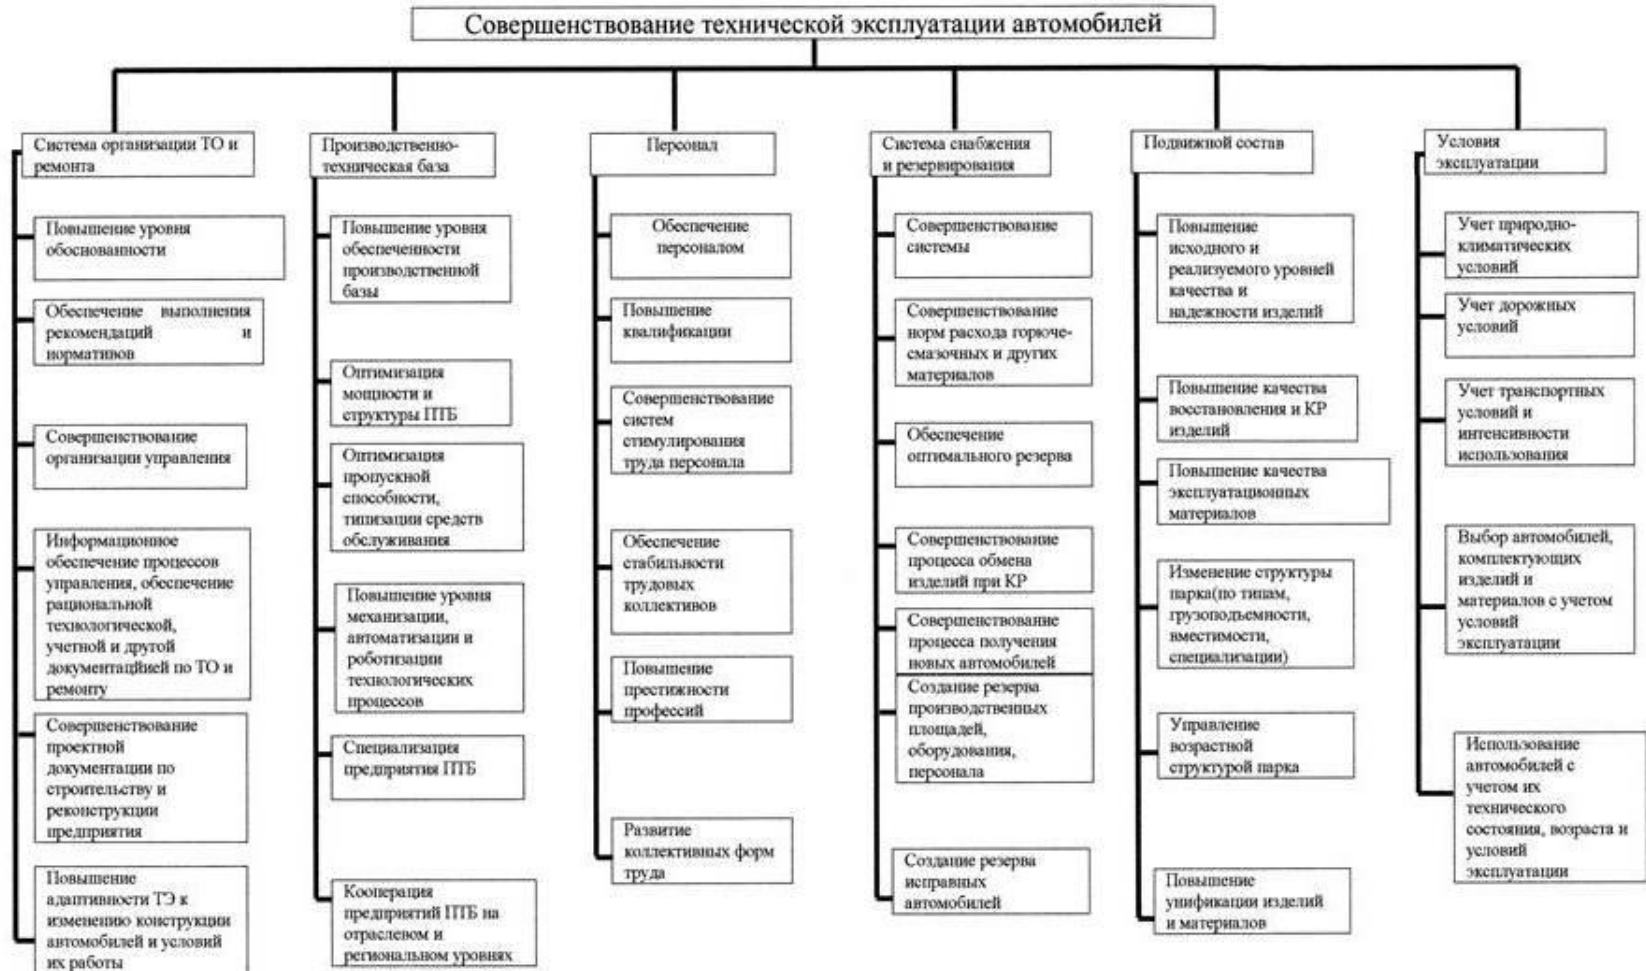 Совершенствование технической эксплуатации автомобилей
Система организации ТО и
ремонта
Повышение уровня
обоснованности
Обеспечение выполнения
рекомендаций и
нормативов
Совершенствование
организации управления
Информационное
обеспечение процессов
управления, обеспечение
рациональной
технологической,
учетной и другой
документацйией по ТО и
ремонту
Совершенствование
проектной
документации по
строительству и
реконструкции
предприятия
Повышение
адаптивности ТЭ к
изменению конструкции
автомобилей и условий
их работы
Производственно-
техническая база
Повышение уровня
обеспеченности
производственной
базы
Оптимизация
мощности и
структуры ПТБ
Оптимизация
пропускной
способности,
типизации средств
обслуживания
Повышение уровня
механизации,
автоматизации и
роботизации
технологических
процессов
Специализация
предприятия ПТБ
Кооперация
предприятий ПТБ на
отраслевом и
региональном уровнях
Персонал
Обеспечение
персоналом
Повышение
квалификации
Совершенствование
систем
стимулирования
труда персонала
Обеспечение
стабильности
трудовых
коллективов
Повышение
престижности
профессий
Развитие
коллективных форм
труда
Система снабжения
и резервирования
Совершенствование
системы
Совершенствование
норм расхода горюче-
смазочных и других
материалов
Обеспечение
оптимального резерва
Совершенствование
процесса обмена
изделий при КР
Совершенствование
процесса получения
новых автомобилей
Создание резерва
производственных
площадей,
оборудования,
персонала
Создание резерва
исправных
автомобилей
Подвижной состав
Повышение
исходного и
реализуемого уровней
качества и
надежности изделий
Повышение качества
восстановления и КР
изделий
Повышение качества
эксплуатационных
материалов
Изменение структуры
парка(по типам,
грузоподъемности,
вместимости,
специализации)
Управление
возрастной
структурой парка
Повышение
унификации изделий
и материалов
Условия
эксплуатации
Учет природно-
климатических
условий
Учет дорожных
условий
Учет транспортных
условий и
интенсивности
использования
Выбор автомобилей,
комплектующих
изделий и
материалов с учетом
условий
эксплуатации
Использование
автомобилей с
учетом их
технического
состояния, возраста и
условий
эксплуатации